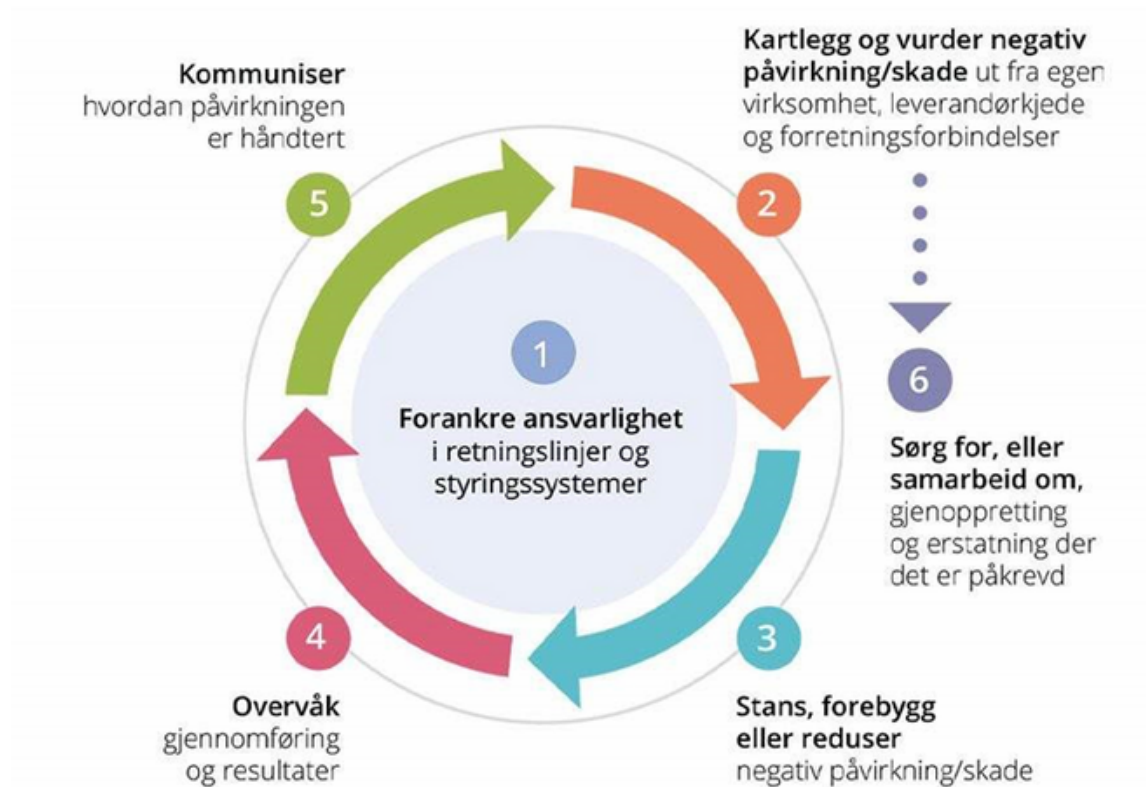 Kommuniser
hvordan påvirkningen
er håndtert
5
Kartlegg og vurder negativ
påvirkning/skade ut fra egen
virksomhet, leverandørkjede
og forretningsforbindelser
2
1
Forankre ansvarlighet
i retningslinjer og
styringssystemer
6
Sørg for, eller
samarbeid om,
gjenoppretting
og erstatning der
det er påkrevd
4
Overvåk
gjennomføring
og resultater
3
Stans, forebygg
eller reduser
negativ påvirkning/skade